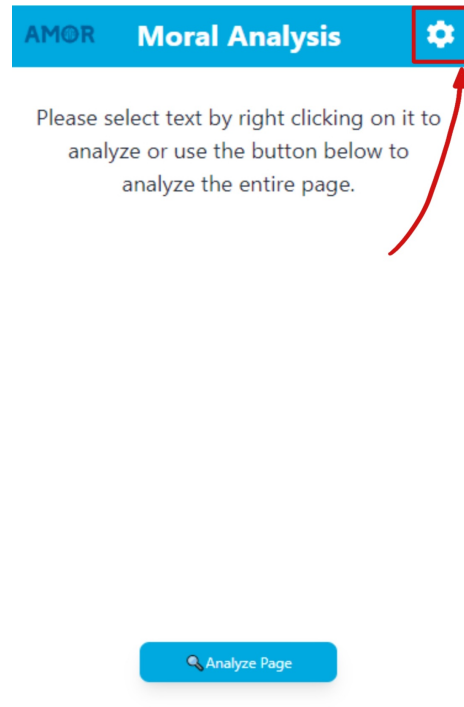 AMOR Moral Analysis
Please select text by right clicking on it to
analyze or use the button below to
analyze the entire page.
Analyze Page